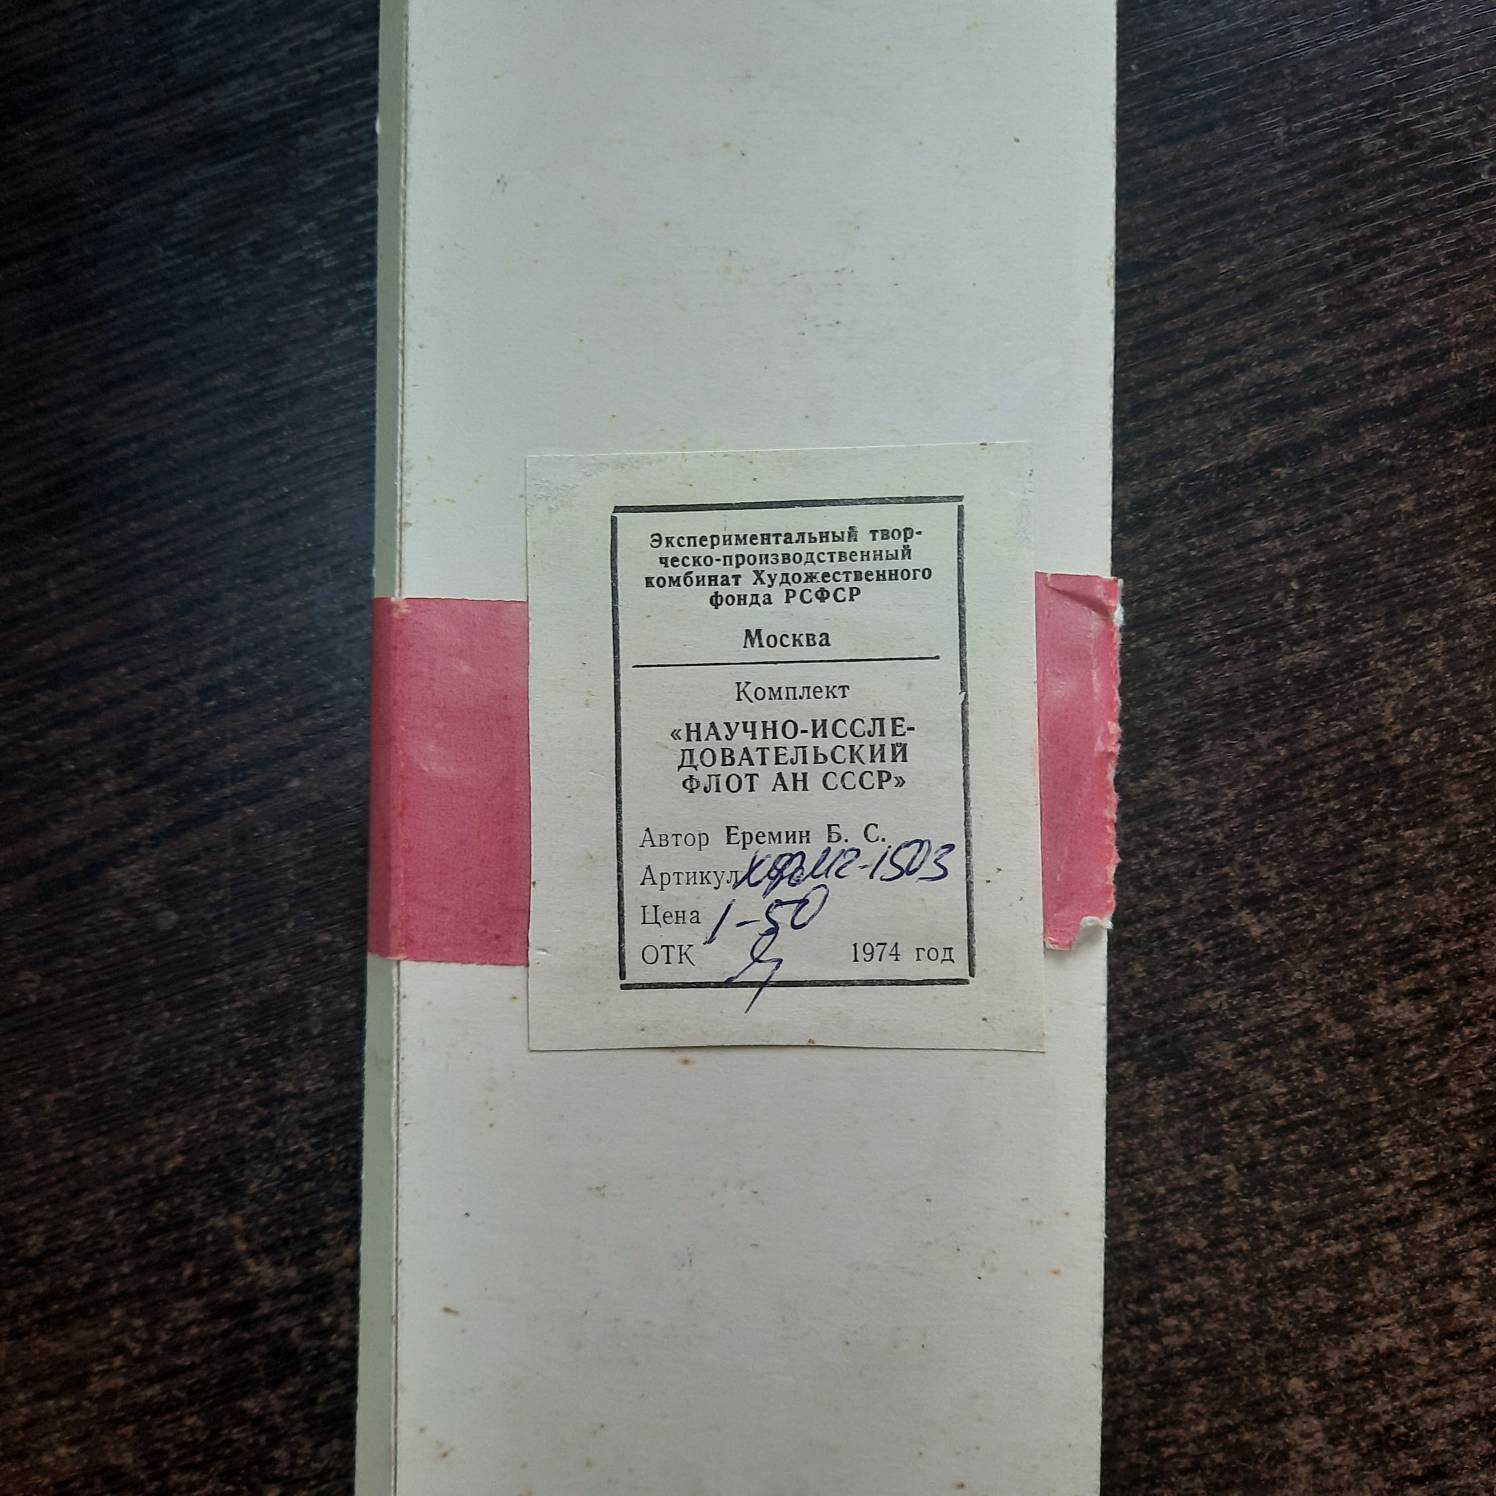 Экспериментальный твор-
ческо-производственный
комбинат Художественного
фонда РСФСР
Москва
Комплект
«НАУЧНО-ИССЛЕ-
ДОВАТЕЛЬСКИЙ
ФЛОТ АН СССР»
Автор Еремин Б. С.
Артикул
Цена 1-50
ОТК 1974 год